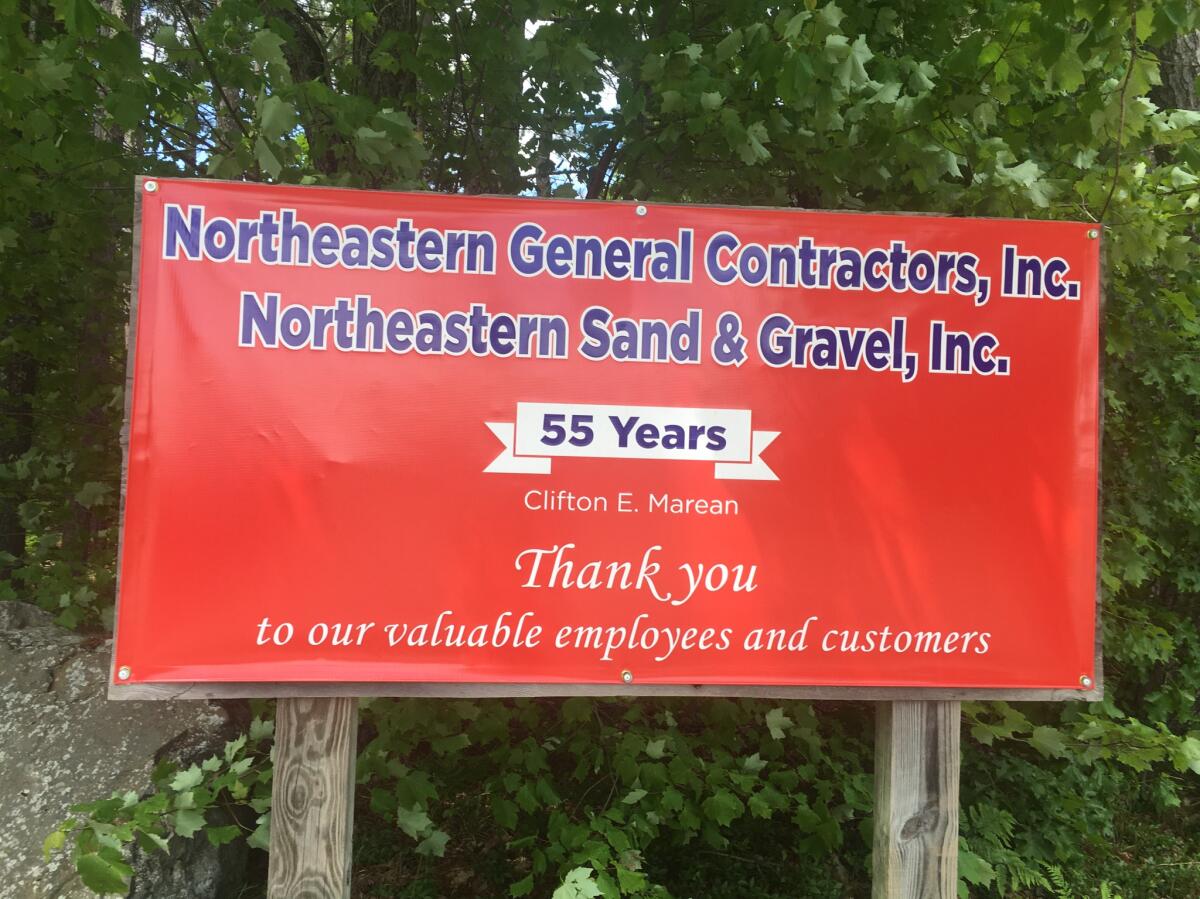 Northeastern General Contractors, Inc.
Northeastern Sand & Gravel, Inc.
55 Years
Clifton E. Marean
Thank you
to our valuable employees and customers